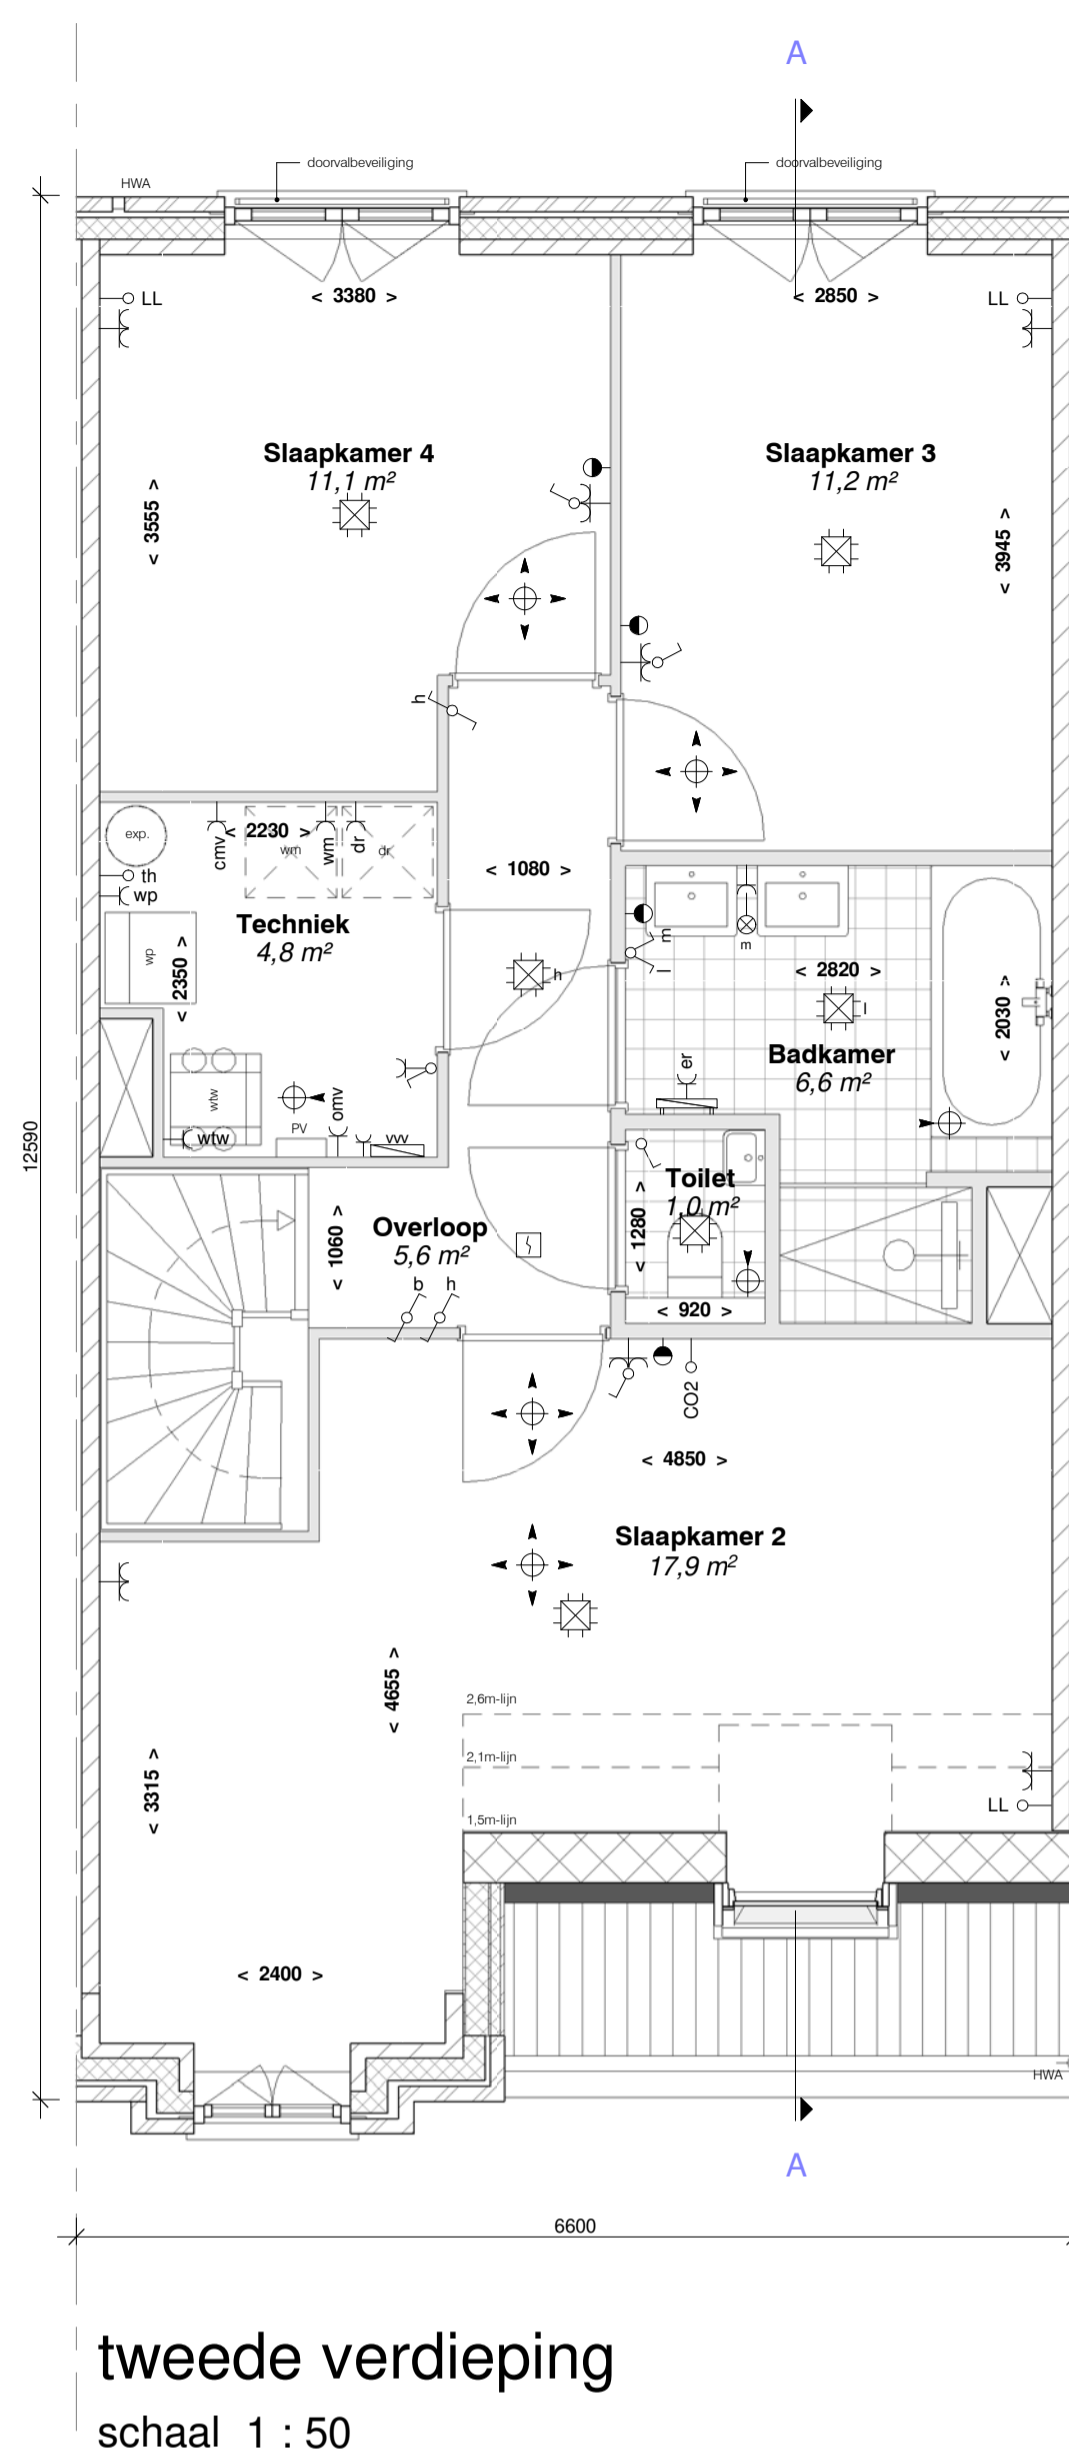 A
doorvalbeveiliging
doorvalbeveiliging
HWA
LL
< 3380 >
< 2850 >
LL
Slaapkamer 4
11,1 m²
Slaapkamer 3
11,2 m²
< 3555 >
< 3945 >
h
exp.
cmv
< 2230 >
wm
wm
dr
dr
th
wp
< 1080 >
Techniek
4,8 m²
wp
< 2350 >
m
l
m
< 2820 >
h
l
< 2030 >
Badkamer
6,6 m²
er
wtw
wtw
PV
omv
vvv
12590
Toilet
1,0 m²
< 1280 >
< 920 >
Overloop
5,6 m²
< 1060 >
b
h
CO2
< 4850 >
Slaapkamer 2
17,9 m²
< 4655 >
2,6m-lijn
2,1m-lijn
1,5m-lijn
< 3315 >
LL
< 2400 >
HWA
A
6600
tweede verdieping
schaal 1 : 50